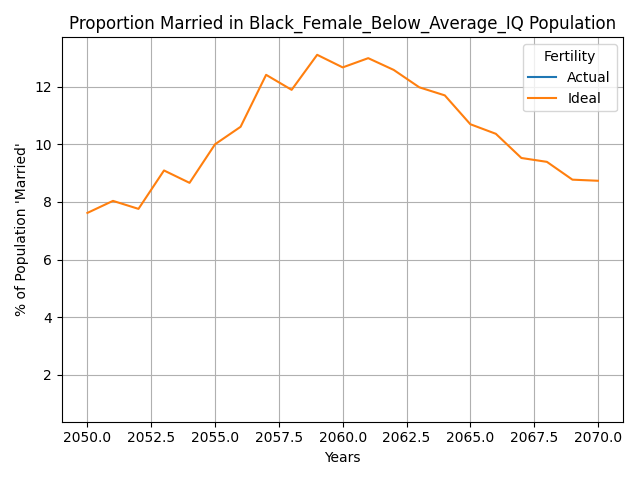 Proportion Married in Black_Female_Below_Average_IQ Population
Fertility
Actual
Ideal
% of Population 'Married'
12
10
8
6
4
2
2050.0 2052.5 2055.0 2057.5 2060.0 2062.5 2065.0 2067.5 2070.0
Years